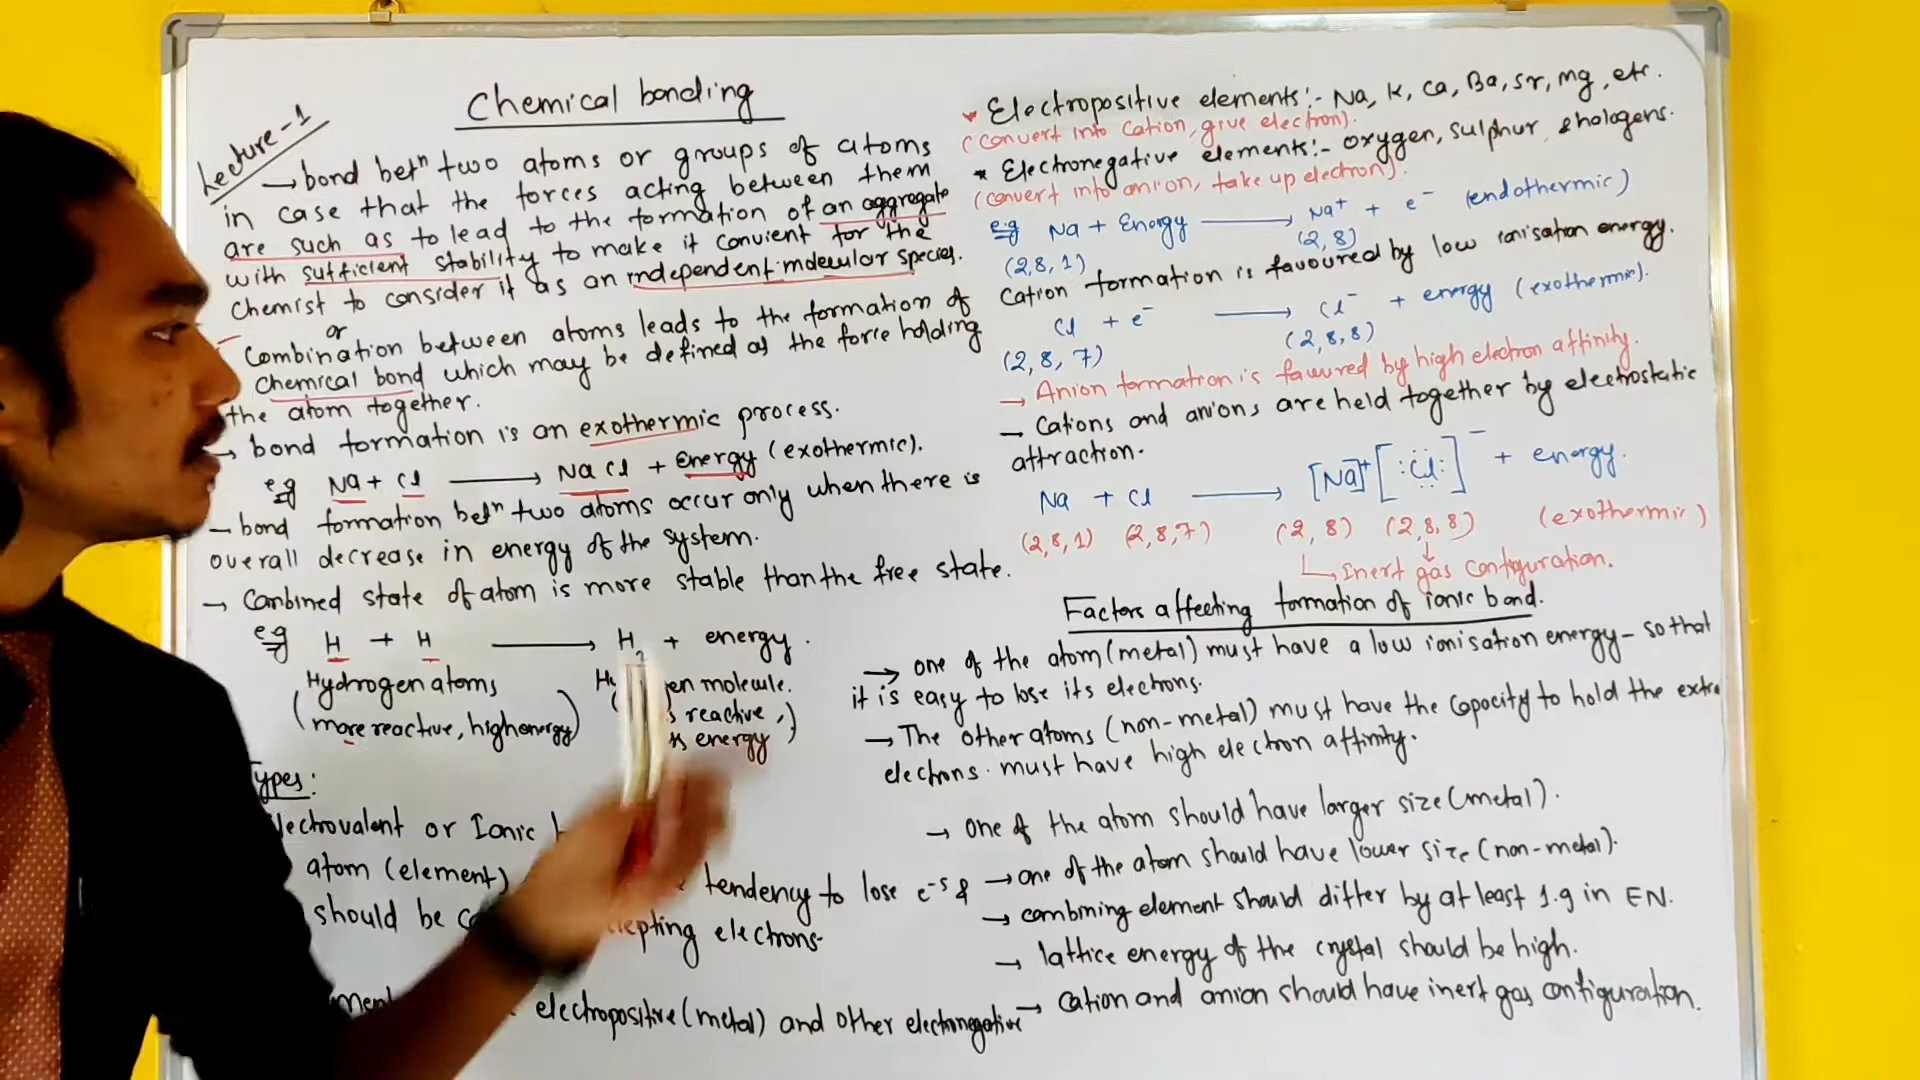 Lecture-1
Chemical bonding
→ bond betⁿ two atoms or groups of atoms
in case that the forces acting between them
are such as to lead to the formation of an aggregate
with sufficient stability to make it convient for the
chemist to consider it as an independent molecular species.
or
Combination between atoms leads to the formation of
chemical bond which may be defined as the force holding
the atom together.
→ bond formation is an exothermic process.
e.g Na + Cl ⟶ NaCl + Energy (exothermic).
→ bond formation betⁿ two atoms occur only when there is
overall decrease in energy of the system.
→ Combined state of atom is more stable than the free state.
e.g H + H ⟶ H₂ + energy.
Hydrogen atoms
(more reactive, high energy)
molecule.
reactive,
energy)
Types:
or Ionic
atom (element) tendency to lose e⁻s &
should be electrons
electropositive (metal) and other electronegative
* Electropositive elements:- Na, K, Ca, Ba, Sr, Mg, etc.
(convert into cation, give electron).
* Electronegative elements:- oxygen, sulphur & hologens.
(convert into anion, take up electron).
e.g Na + Energy ⟶ Na⁺ + e⁻ (endothermic)
(2,8,1) (2,8)
Cation formation is favoured by low ionisation energy.
Cl + e⁻ ⟶ Cl⁻ + energy (exothermic).
(2,8,7) (2,8,8)
→ Anion formation is favoured by high electron affinity.
→ Cations and anions are held together by electrostatic
attraction.
Na + Cl ⟶ [Na]⁺ [:Cl:]⁻ + energy.
(2,8,1) (2,8,7) (2,8) (2,8,8) (exothermic)
Inert gas configuration.
Factors affecting formation of ionic bond.
→ one of the atom (metal) must have a low ionisation energy - so that
it is easy to lose its electrons.
→ The other atoms (non-metal) must have the capocity to hold the extra
electrons. must have high electron affinity.
→ one of the atom should have larger size (metal).
→ one of the atom should have lower size (non-metal).
→ combining element should differ by at least 1.9 in EN.
→ lattice energy of the crystal should be high.
→ cation and anion should have inert gas configuration.